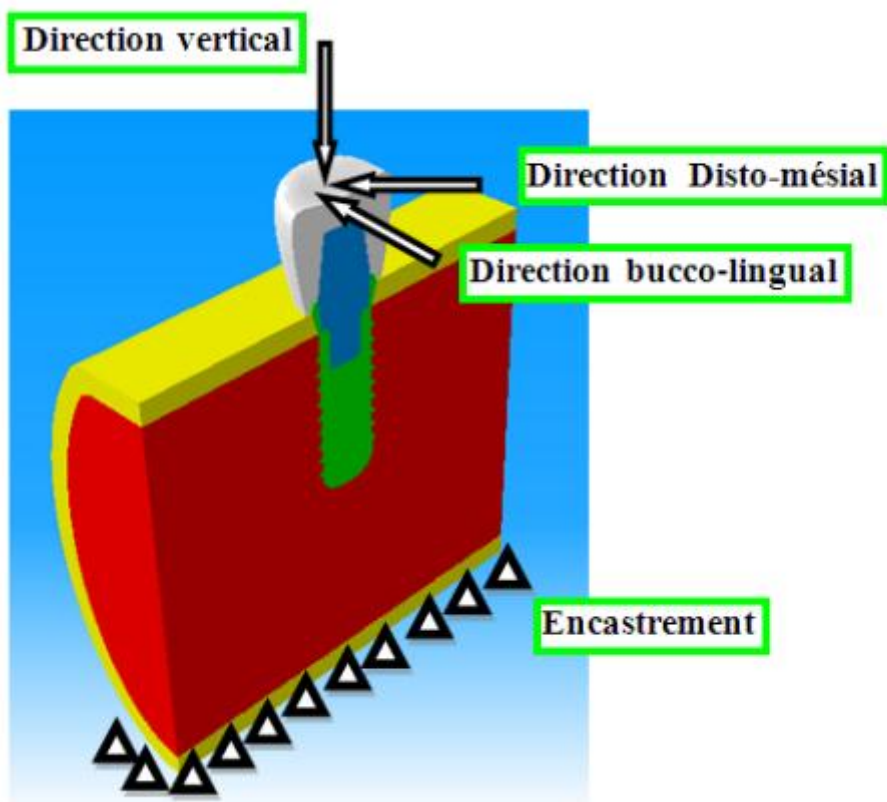 Direction vertical
Direction Disto-mésial
Direction bucco-lingual
Encastrement